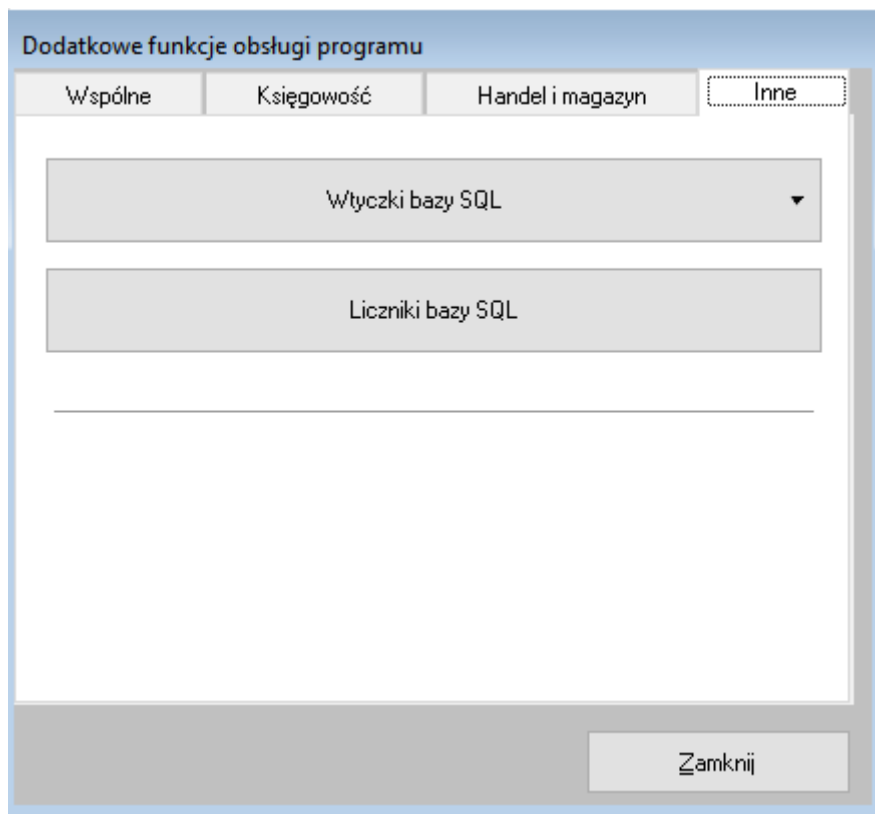 Dodatkowe funkcje obsługi programu
Wspólne Księgowość Handel i magazyn Inne
Wtyczki bazy SQL
Liczniki bazy SQL
Zamknij